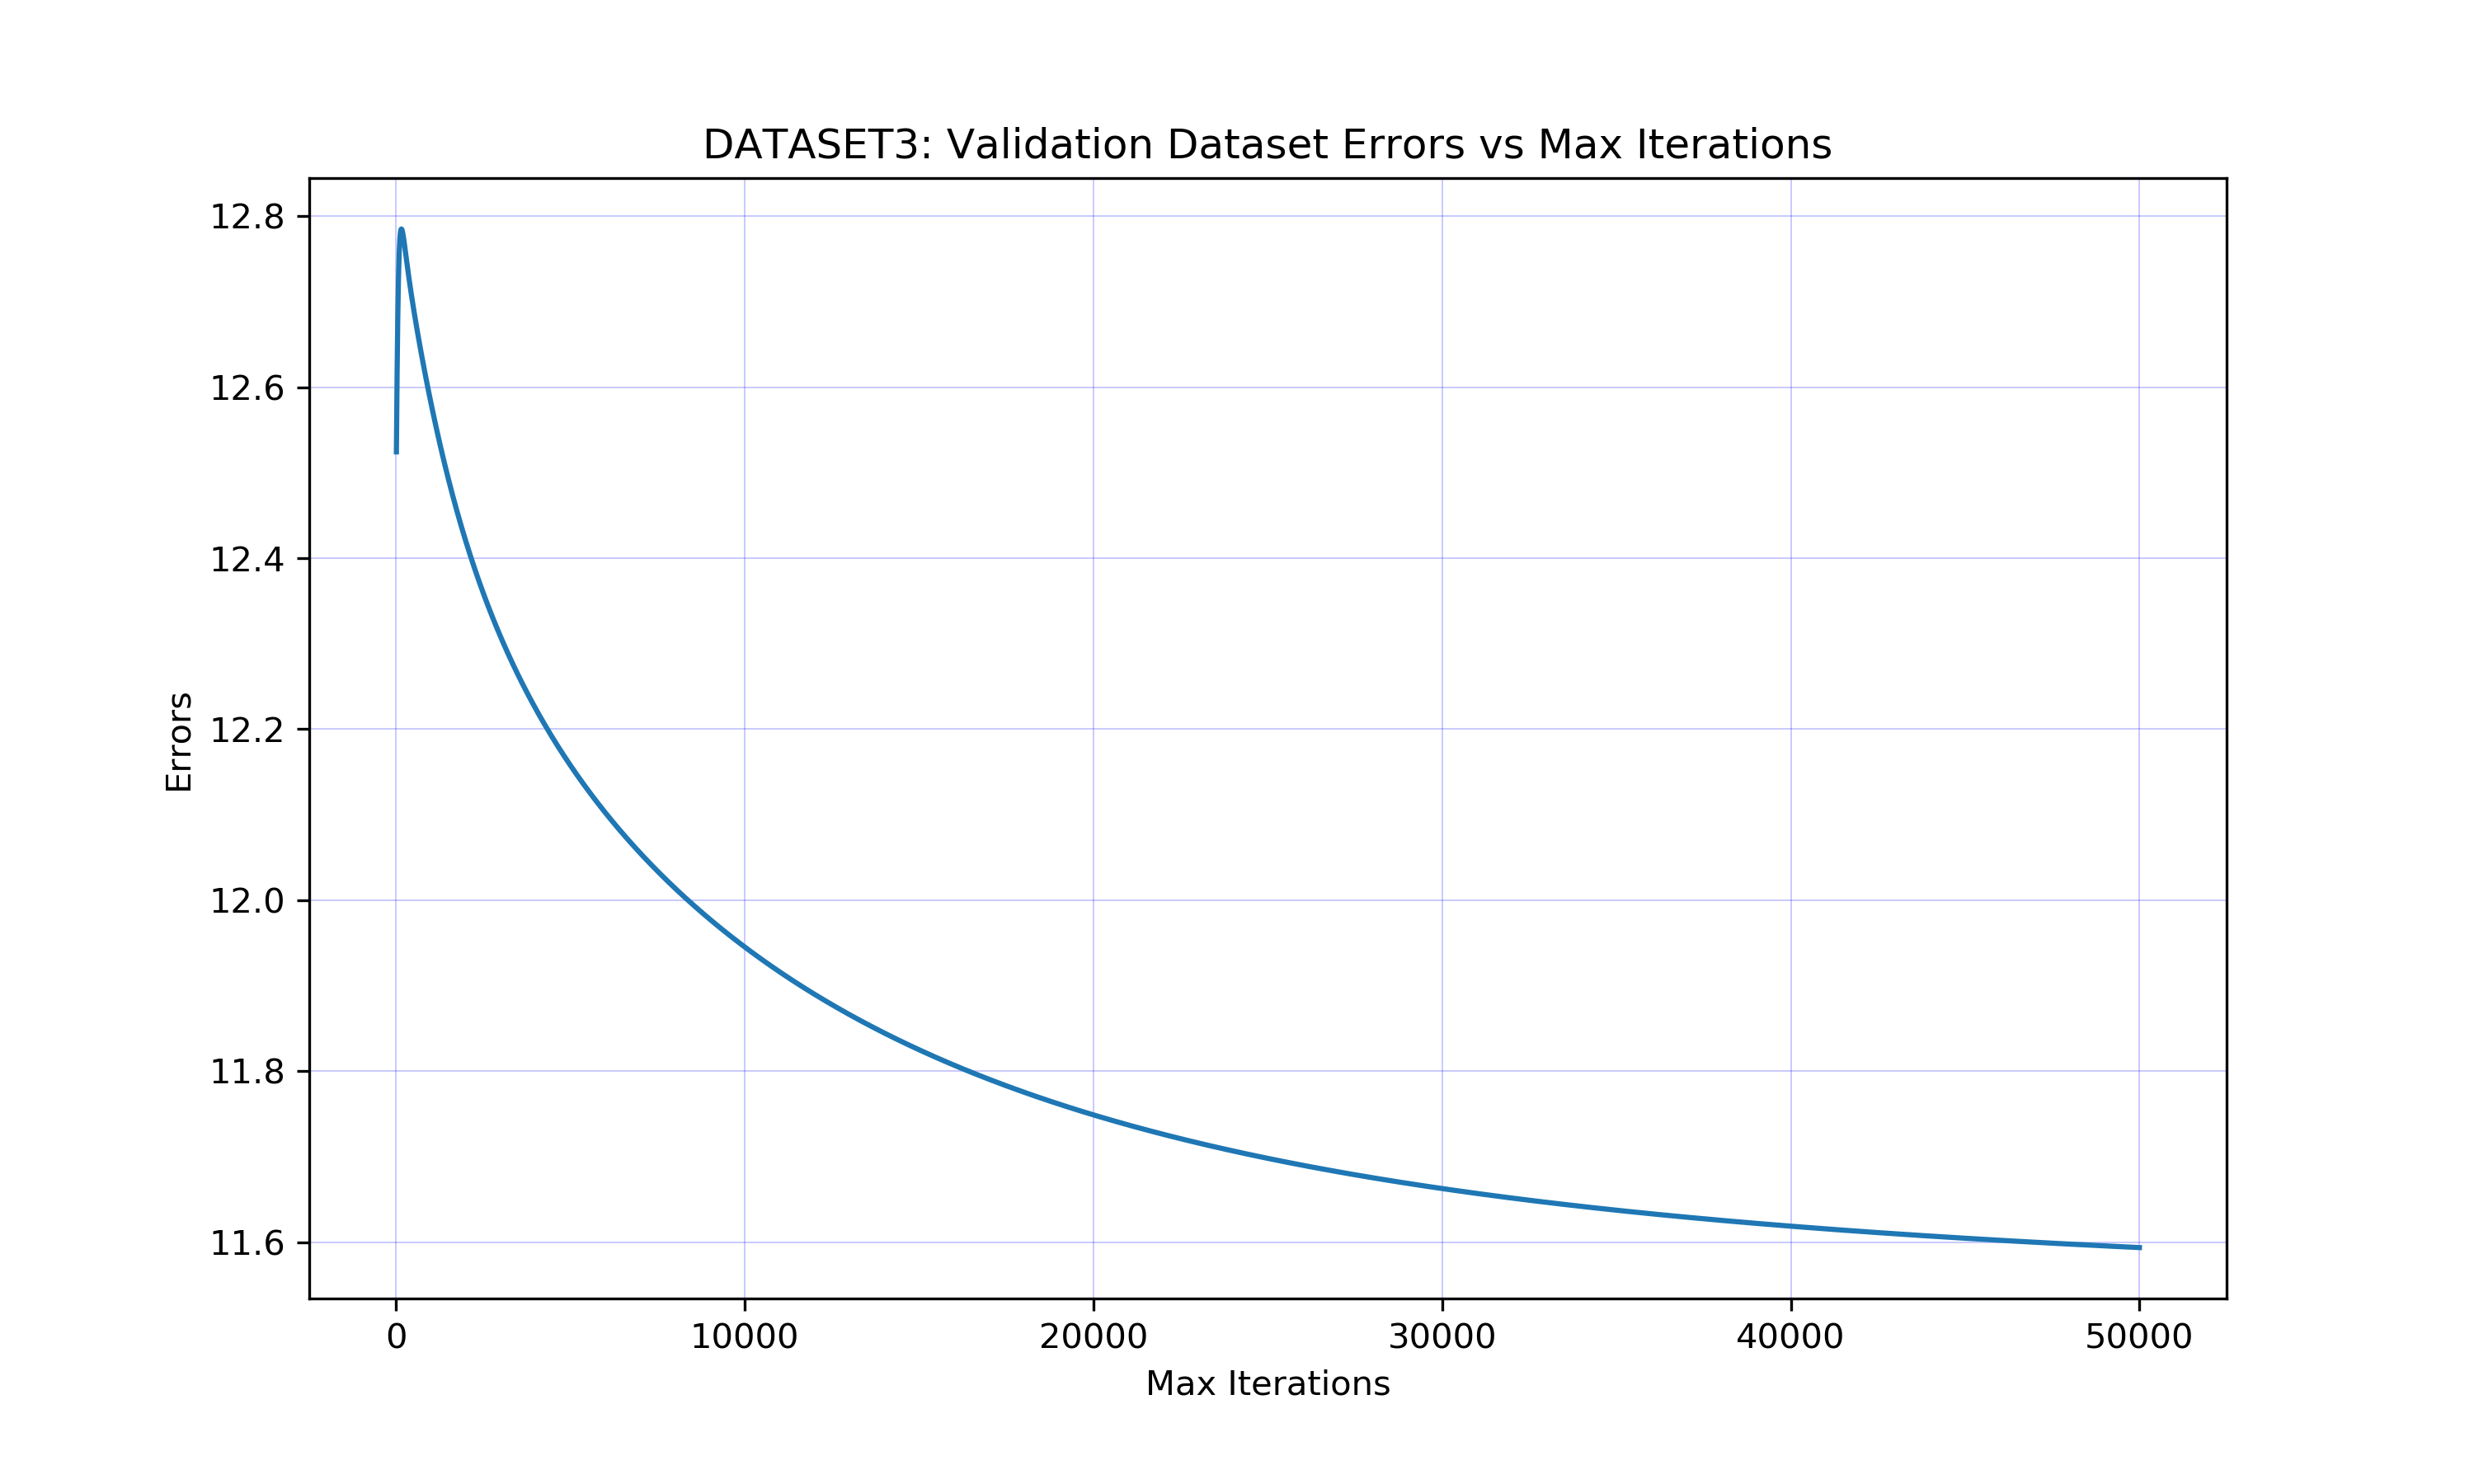 DATASET3: Validation Dataset Errors vs Max Iterations
12.8
12.6
12.4
12.2
12.0
11.8
11.6
Errors
0 10000 20000 30000 40000 50000
Max Iterations